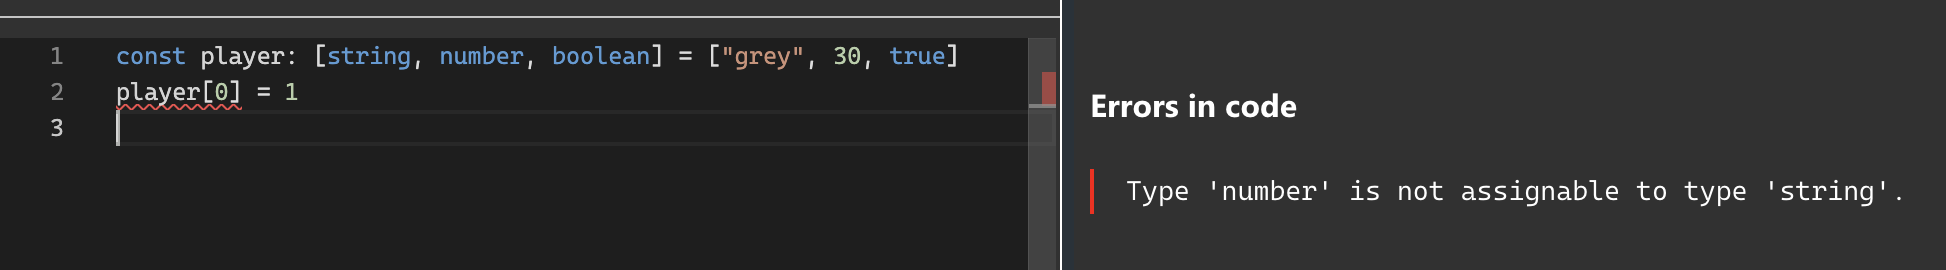 1 const player: [string, number, boolean] = ["grey", 30, true]
2 player[0] = 1
3
Errors in code
Type 'number' is not assignable to type 'string'.